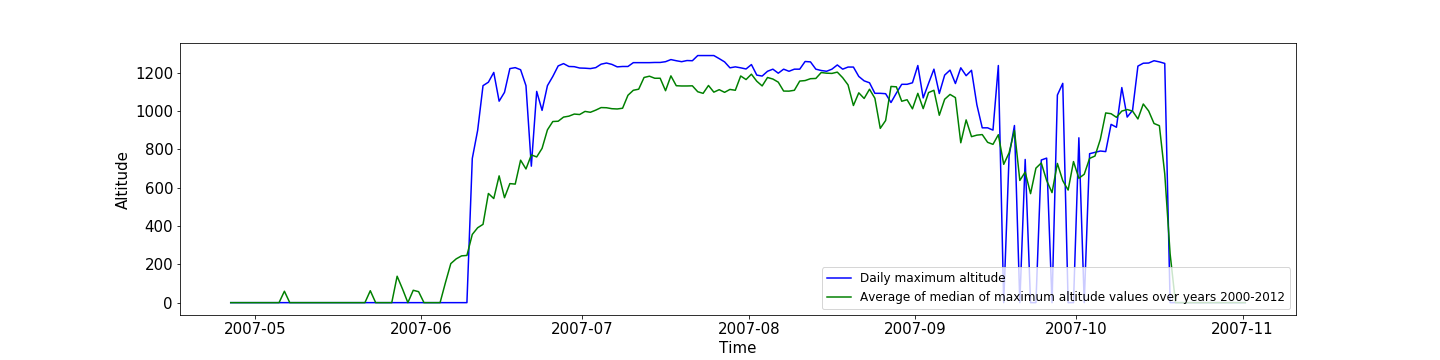 1200
1000
800
600
400
200
0
Altitude
Daily maximum altitude
Average of median of maximum altitude values over years 2000-2012
2007-05 2007-06 2007-07 2007-08 2007-09 2007-10 2007-11
Time